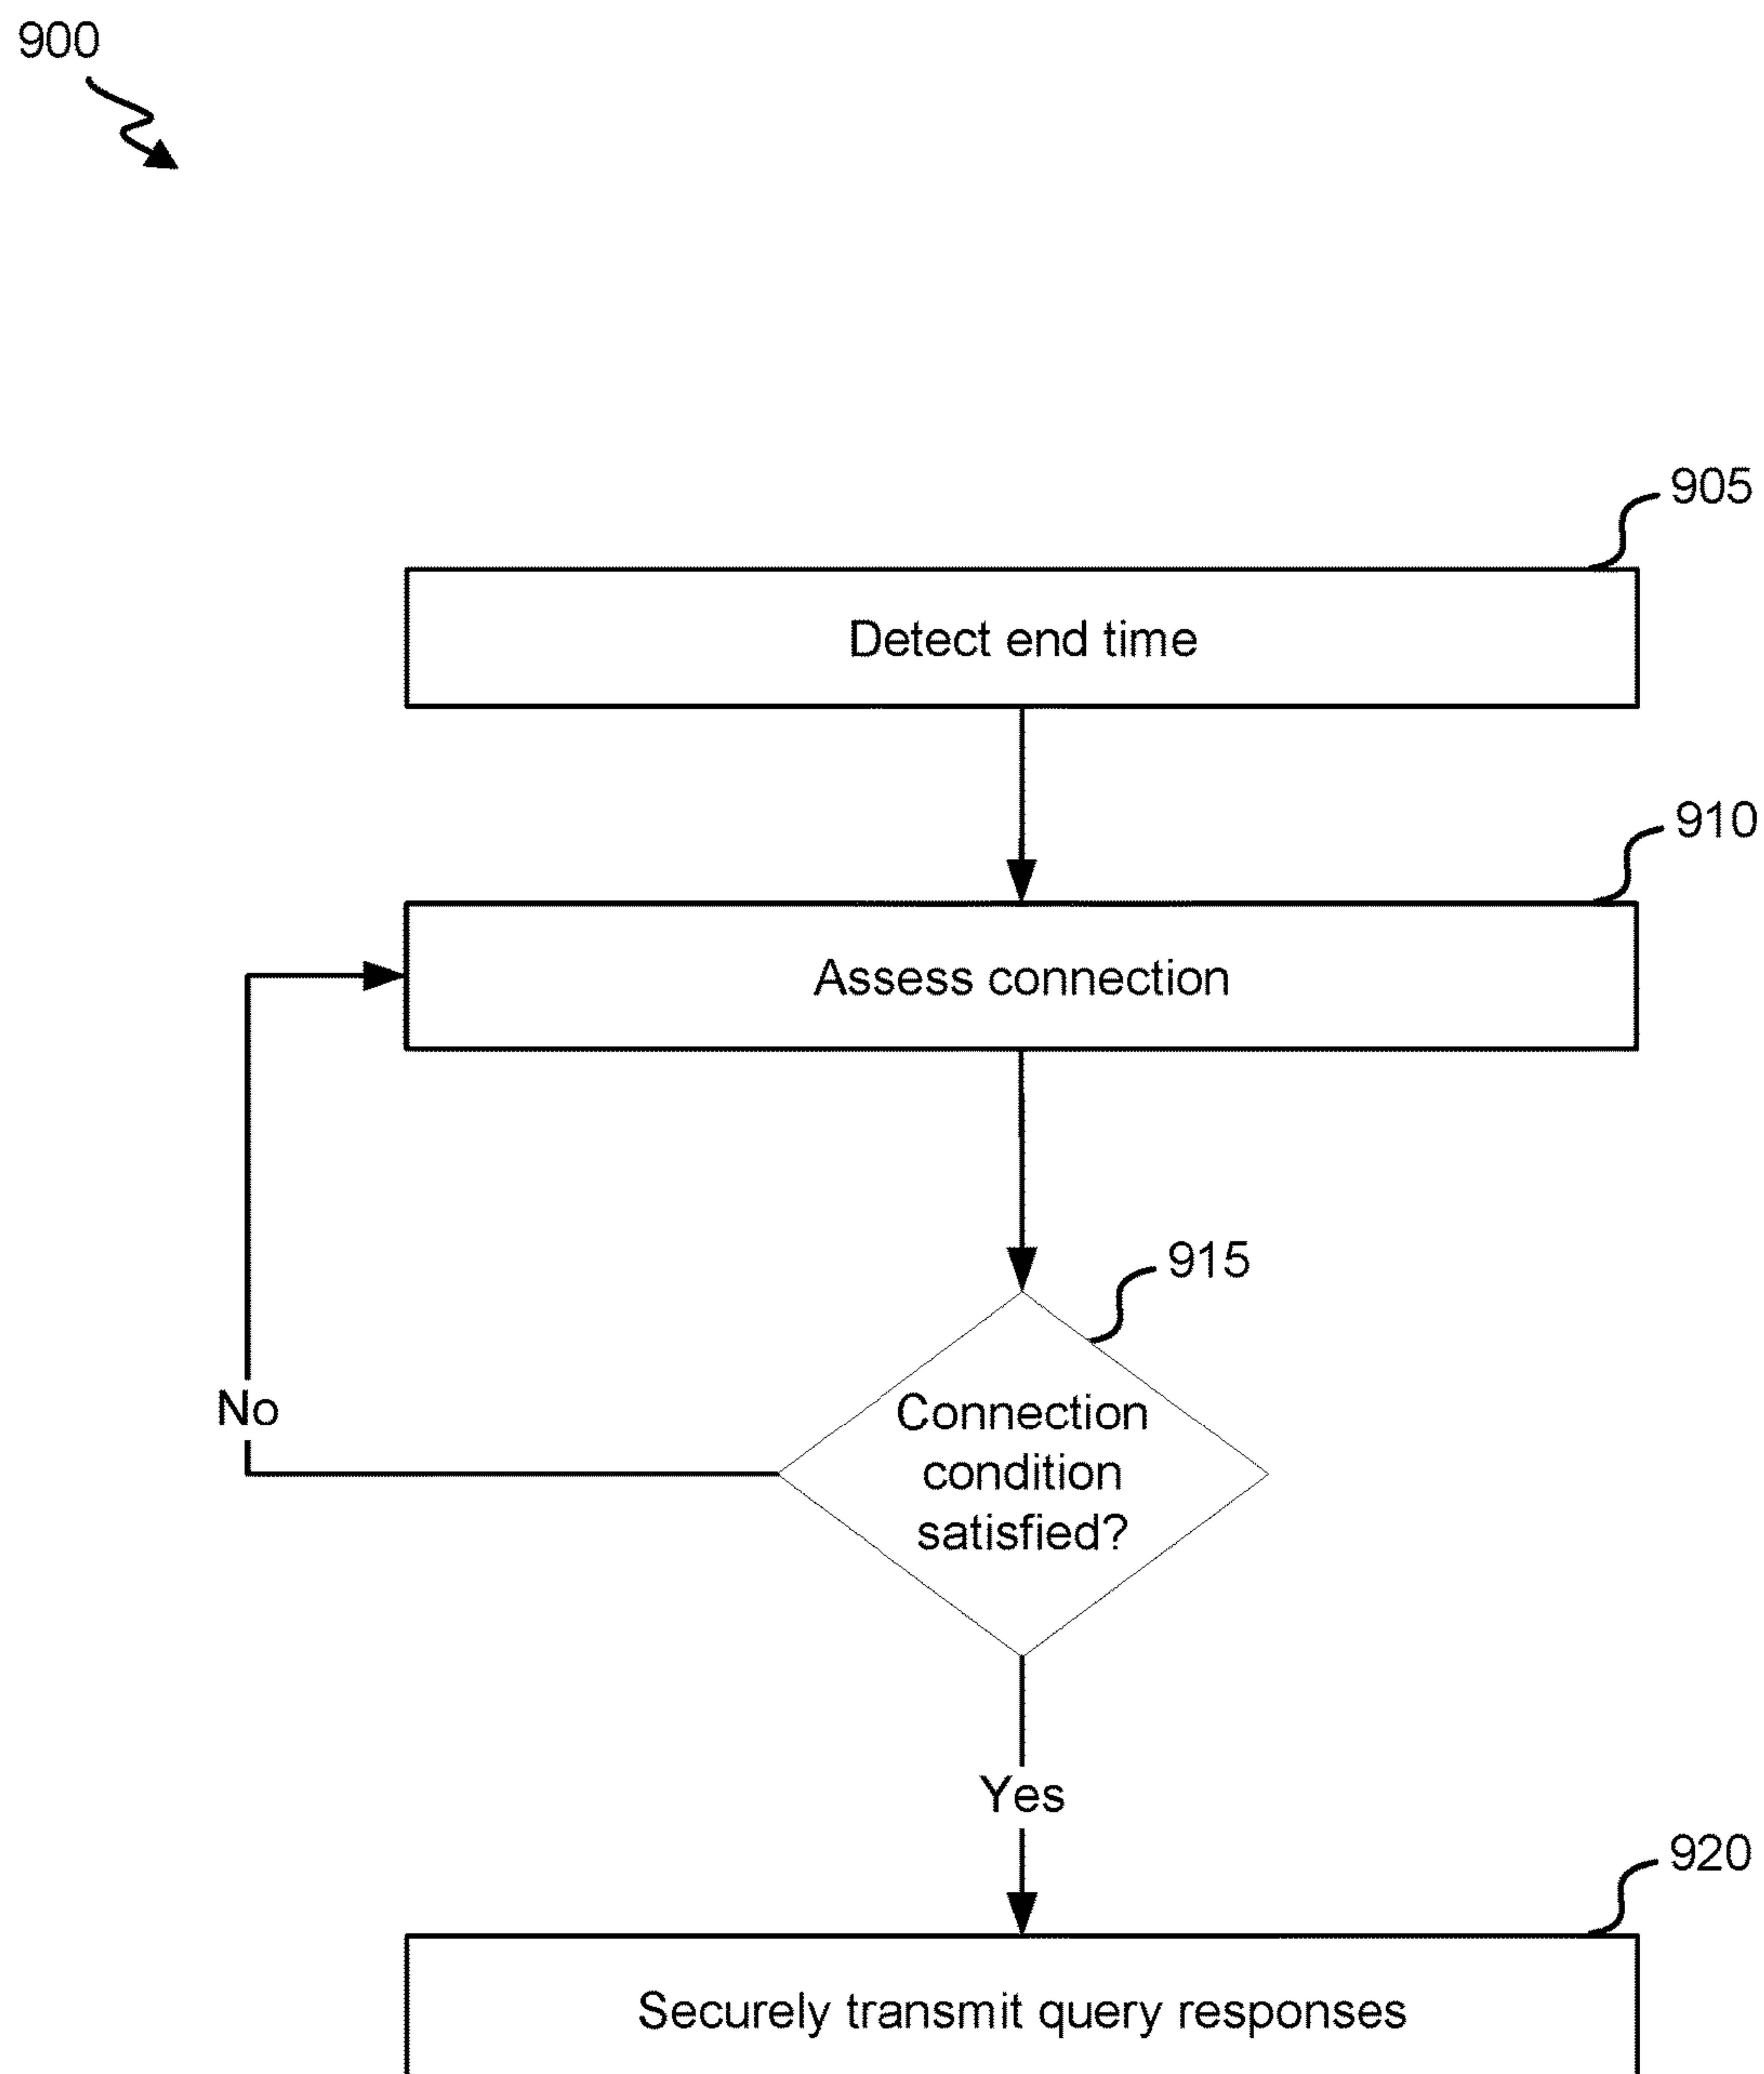 900
905
Detect end time
910
Assess connection
915
No
Connection
condition
satisfied?
Yes
920
Securely transmit query responses